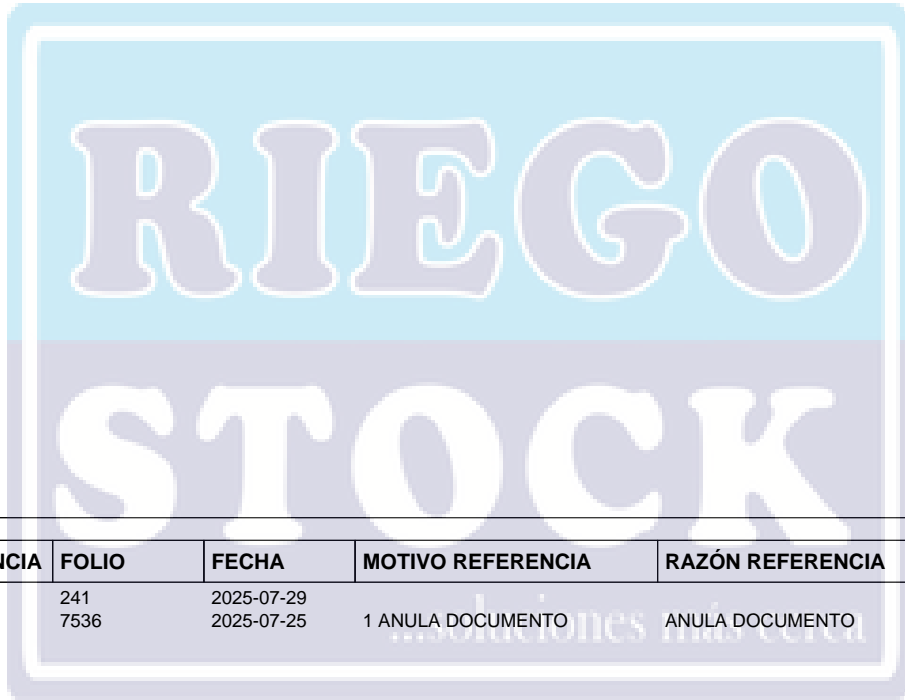 RIEGO
STOCK
NCIA FOLIO FECHA MOTIVO REFERENCIA RAZÓN REFERENCIA
241 2025-07-29
7536 2025-07-25 1 ANULA DOCUMENTO ANULA DOCUMENTO
...soluciones más cerca